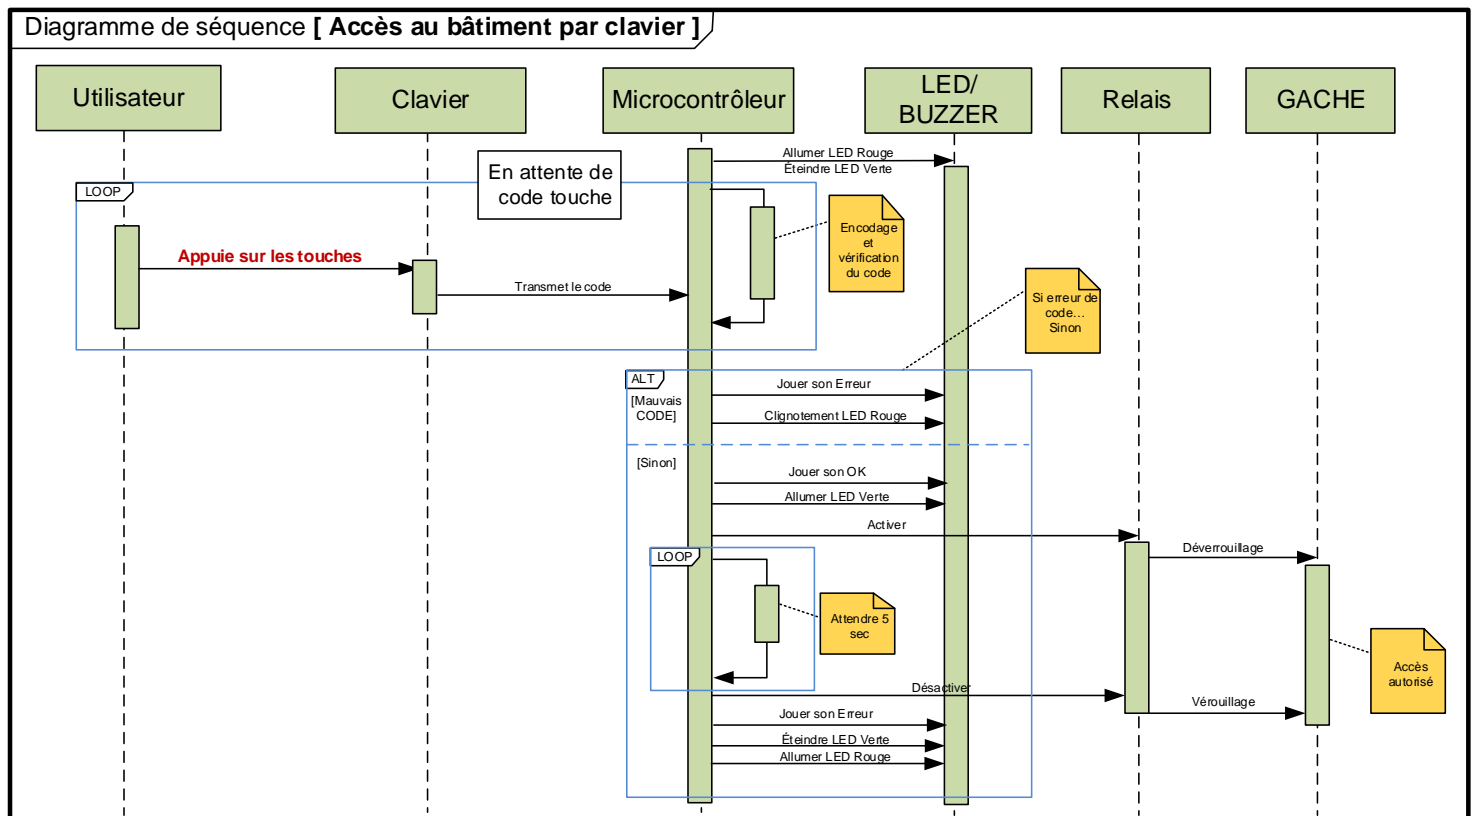 Diagramme de séquence [ Accès au bâtiment par clavier ]
Utilisateur
Clavier
Microcontrôleur
LED/
BUZZER
Relais
GACHE
Allumer LED Rouge
Éteindre LED Verte
En attente de
code touche
LOOP
Encodage
et
vérification
du code
Appuie sur les touches
Transmet le code
Si erreur de
code...
Sinon
ALT
[Mauvais
CODE]
Jouer son Erreur
Clignotement LED Rouge
[Sinon]
Jouer son OK
Allumer LED Verte
Activer
Déverrouillage
LOOP
Attendre 5
sec
Accès
autorisé
Désactiver
Vérouillage
Jouer son Erreur
Éteindre LED Verte
Allumer LED Rouge